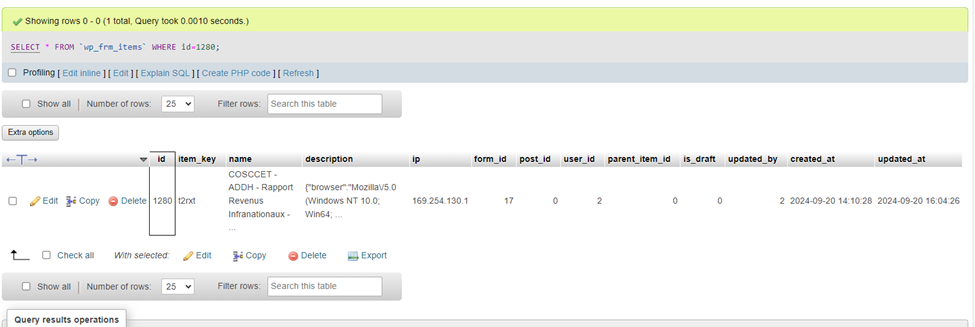 Showing rows 0 - 0 (1 total, Query took 0.0010 seconds.)
SELECT * FROM `wp_frm_items` WHERE id=1280;
Profiling [ Edit inline ] [ Edit ] [ Explain SQL ] [ Create PHP code ] [ Refresh ]
Show all Number of rows: 25 Filter rows: Search this table
Extra options
id item_key name description ip form_id post_id user_id parent_item_id is_draft updated_by created_at updated_at
COSCCET -
ADDH - Rapport {"browser":"Mozilla\/5.0
Edit Copy Delete 1280 t2rxt Revenus (Windows NT 10.0; 169.254.130.1 17 0 2 0 0 2 2024-09-20 14:10:28 2024-09-20 16:04:26
Infranationaux - Win64; ...
...
Check all With selected: Edit Copy Delete Export
Show all Number of rows: 25 Filter rows: Search this table
Query results operations